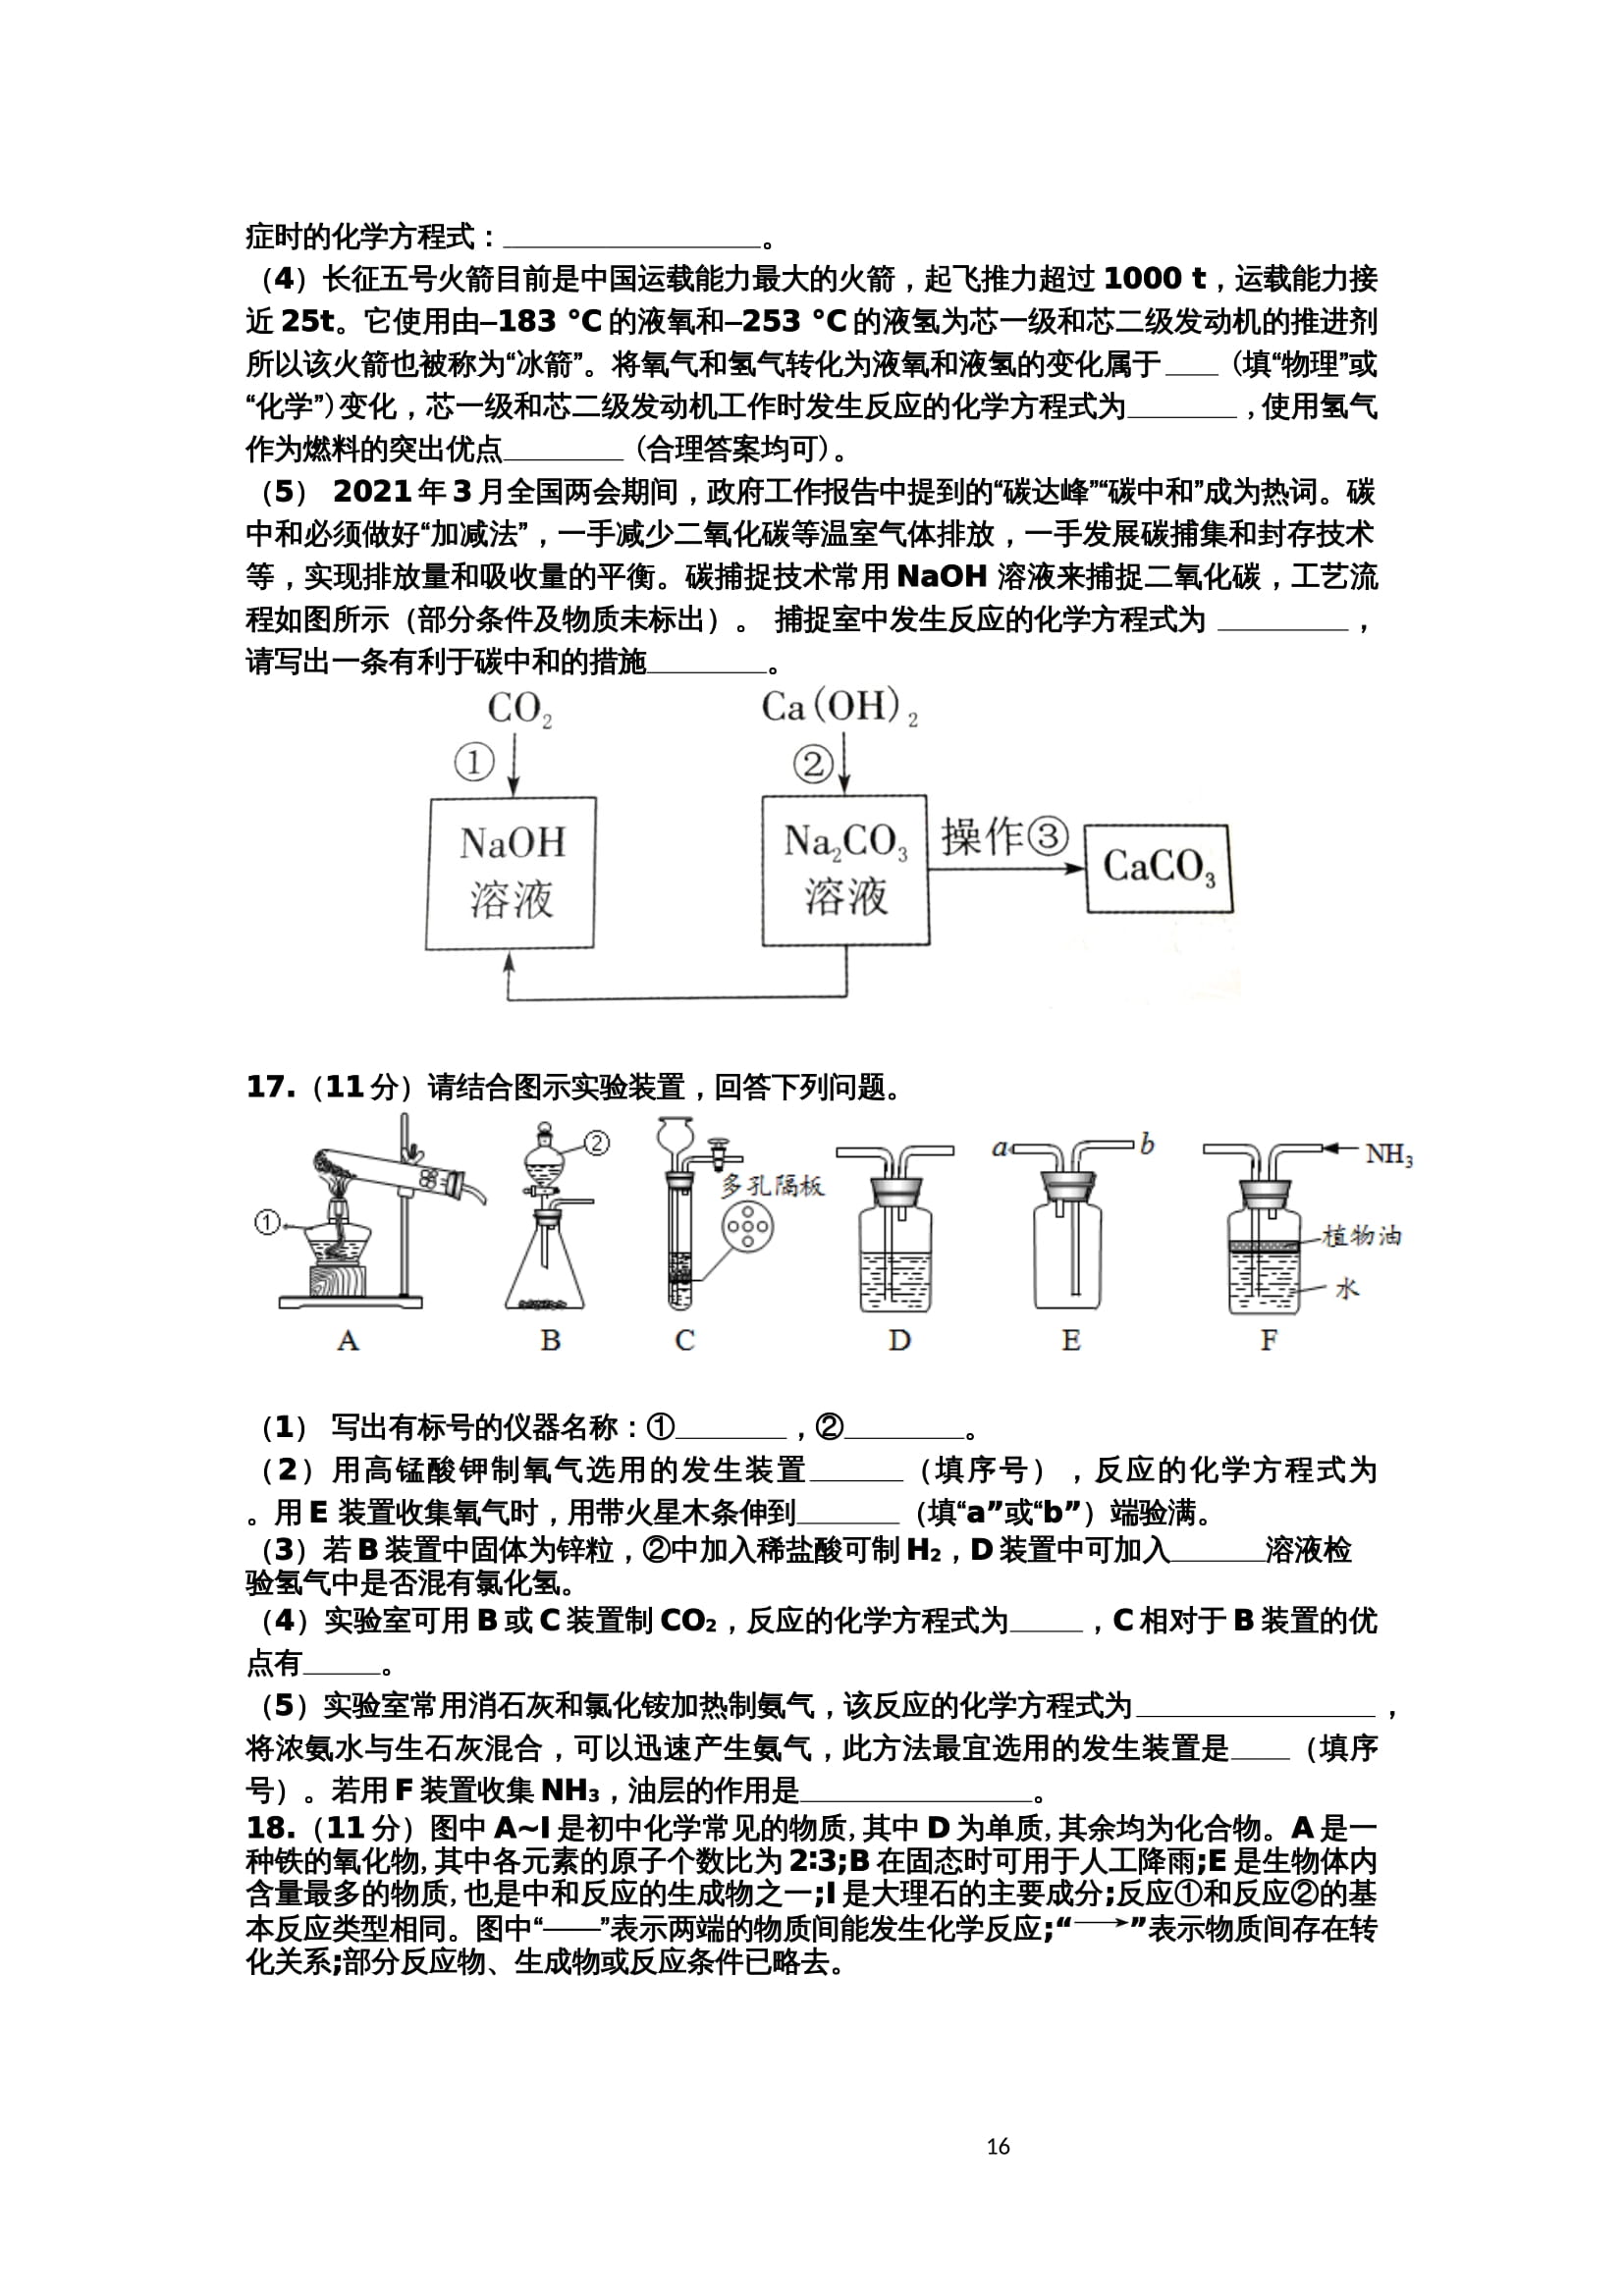 症时的化学方程式：__________________。
（4）长征五号火箭目前是中国运载能力最大的火箭，起飞推力超过 1000 t，运载能力接
近 25t。它使用由–183 °C 的液氧和–253 °C 的液氢为芯一级和芯二级发动机的推进剂
所以该火箭也被称为“冰箭”。将氧气和氢气转化为液氧和液氢的变化属于____ (填“物理”或
“化学”)变化，芯一级和芯二级发动机工作时发生反应的化学方程式为________ ,使用氢气
作为燃料的突出优点________ (合理答案均可)。
（5） 2021 年 3 月全国两会期间，政府工作报告中提到的“碳达峰”“碳中和”成为热词。碳
中和必须做好“加减法”，一手减少二氧化碳等温室气体排放，一手发展碳捕集和封存技术
等，实现排放量和吸收量的平衡。碳捕捉技术常用 NaOH 溶液来捕捉二氧化碳，工艺流
程如图所示（部分条件及物质未标出）。 捕捉室中发生反应的化学方程式为 _________，
请写出一条有利于碳中和的措施________。
CO₂ Ca(OH)₂
① ②
NaOH 溶液
Na₂CO₃ 溶液
操作③
CaCO₃
17.（11 分）请结合图示实验装置，回答下列问题。
① ② 多孔隔板 a b NH₃ 植物油 水
A B C D E F
（1） 写出有标号的仪器名称：①________，②________。
（2）用高锰酸钾制氧气选用的发生装置______（填序号），反应的化学方程式为
。用 E 装置收集氧气时，用带火星木条伸到_______（填“a”或“b”）端验满。
（3）若 B 装置中固体为锌粒，②中加入稀盐酸可制 H₂，D 装置中可加入______溶液检
验氢气中是否混有氯化氢。
（4）实验室可用 B 或 C 装置制 CO₂，反应的化学方程式为_____，C 相对于 B 装置的优
点有_____。
（5）实验室常用消石灰和氯化铵加热制氨气，该反应的化学方程式为________________，
将浓氨水与生石灰混合，可以迅速产生氨气，此方法最宜选用的发生装置是____（填序
号）。若用 F 装置收集 NH₃，油层的作用是________________。
18.（11 分）图中 A~I 是初中化学常见的物质,其中 D 为单质,其余均为化合物。A 是一
种铁的氧化物,其中各元素的原子个数比为 2∶3;B 在固态时可用于人工降雨;E 是生物体内
含量最多的物质,也是中和反应的生成物之一;I 是大理石的主要成分;反应①和反应②的基
本反应类型相同。图中“——”表示两端的物质间能发生化学反应;“→”表示物质间存在转
化关系;部分反应物、生成物或反应条件已略去。
16